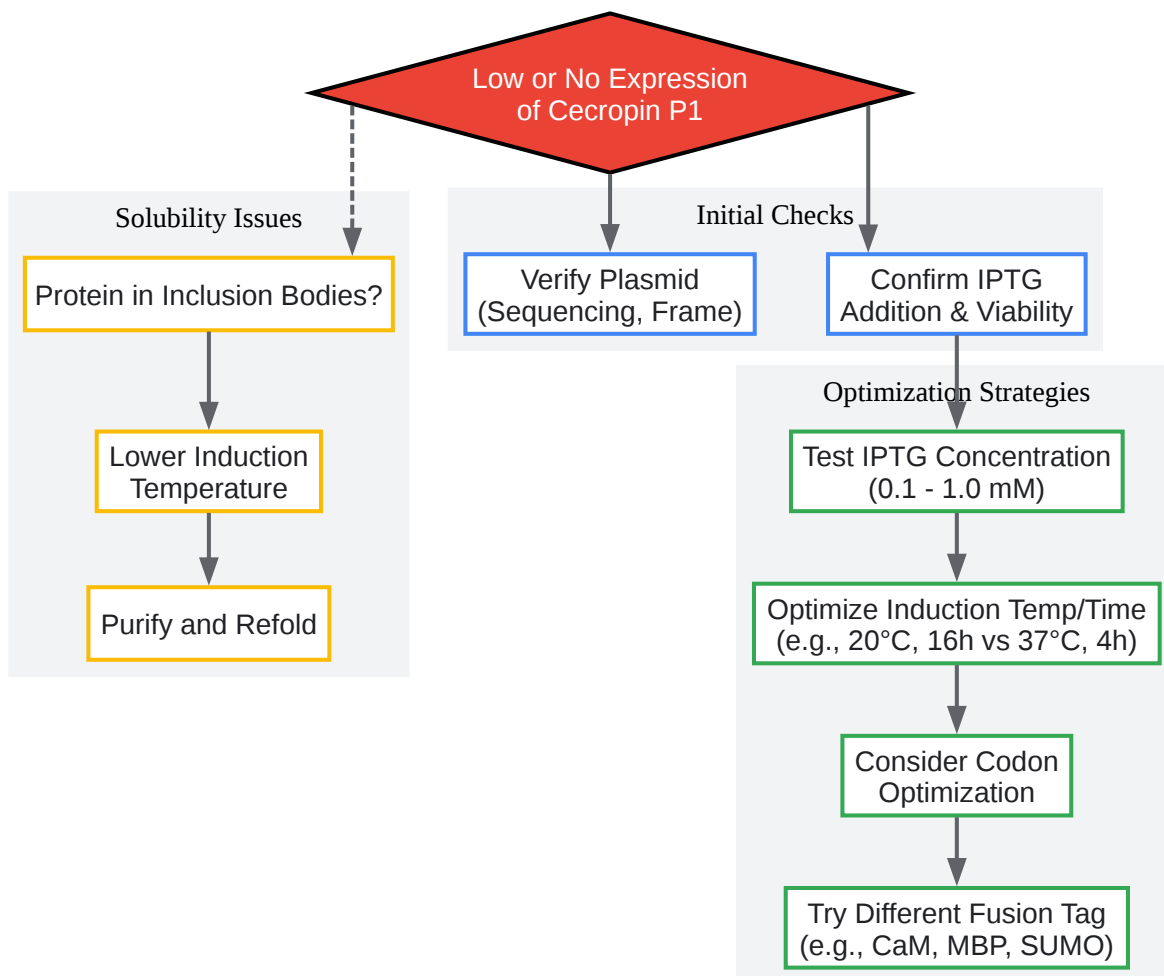 Low or No Expression
of Cecropin P1
Solubility Issues
Protein in Inclusion Bodies?
Lower Induction
Temperature
Purify and Refold
Initial Checks
Verify Plasmid
(Sequencing, Frame)
Confirm IPTG
Addition & Viability
Optimization Strategies
Test IPTG Concentration
(0.1 - 1.0 mM)
Optimize Induction Temp/Time
(e.g., 20°C, 16h vs 37°C, 4h)
Consider Codon
Optimization
Try Different Fusion Tag
(e.g., CaM, MBP, SUMO)